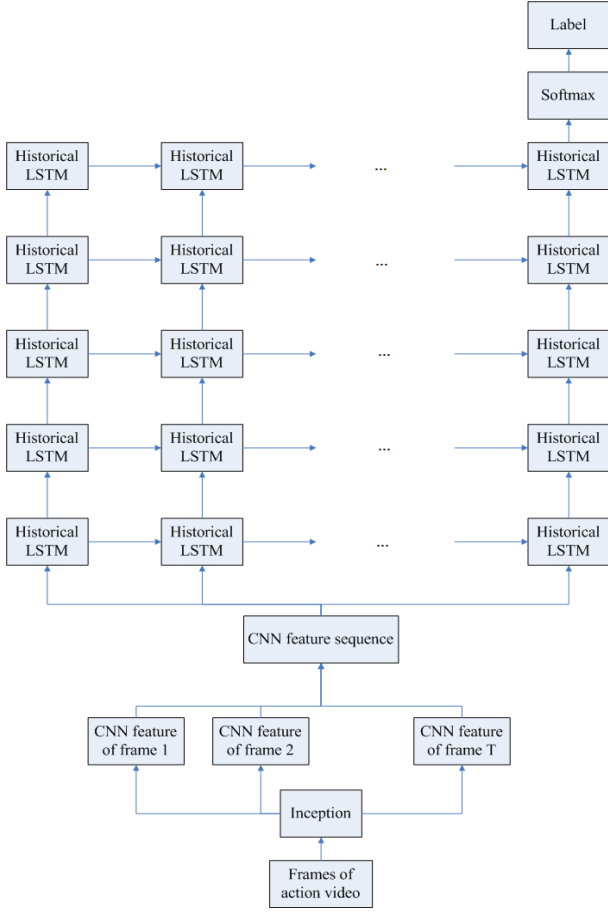 Label
Softmax
Historical
LSTM
Historical
LSTM
...
Historical
LSTM
Historical
LSTM
Historical
LSTM
...
Historical
LSTM
Historical
LSTM
Historical
LSTM
...
Historical
LSTM
Historical
LSTM
Historical
LSTM
...
Historical
LSTM
Historical
LSTM
Historical
LSTM
...
Historical
LSTM
CNN feature sequence
CNN feature
of frame 1
CNN feature
of frame 2
CNN feature
of frame T
Inception
Frames of
action video